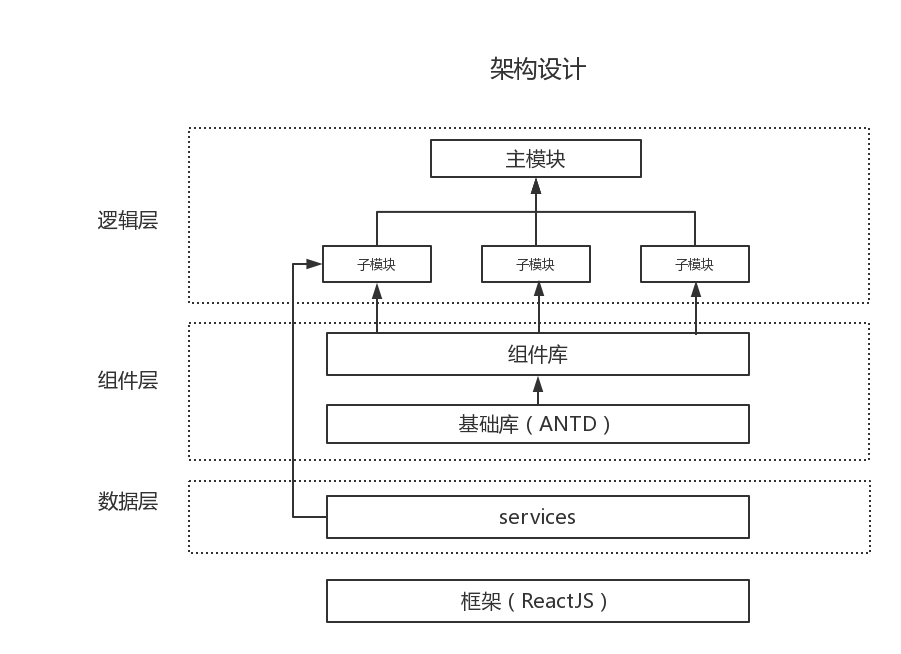 架构设计
主模块
逻辑层
子模块
子模块
子模块
组件库
组件层
基础库（ANTD）
数据层
services
框架（ReactJS）